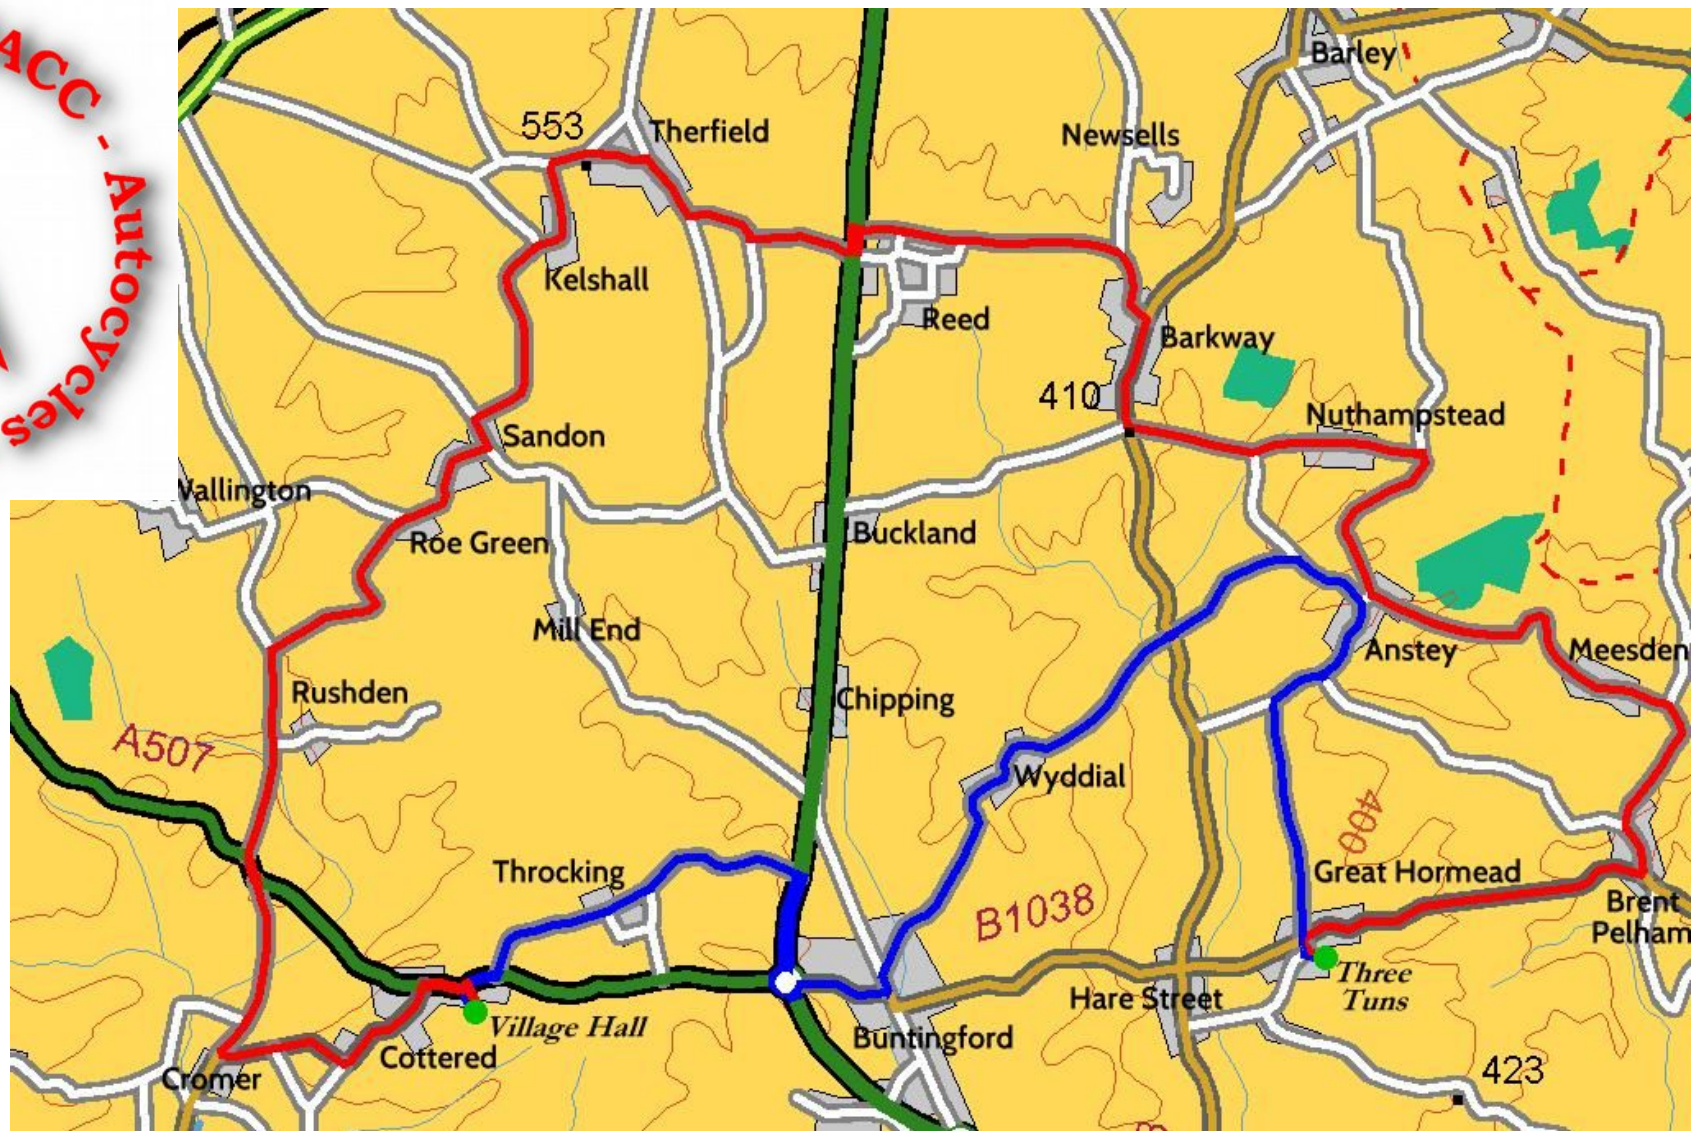 ACC - Autocycles
Barley
553
Therfield
Newsells
Kelshall
Reed
Barkway
410
Nuthampstead
Sandon
Wallington
Roe Green
Buckland
Mill End
Anstey
Meesden
Rushden
Chipping
A507
Wyddial
400
Throcking
Great Hormead
B1038
Brent
Pelham
Three
Tuns
Hare Street
Village Hall
Buntingford
Cottered
Cromer
423